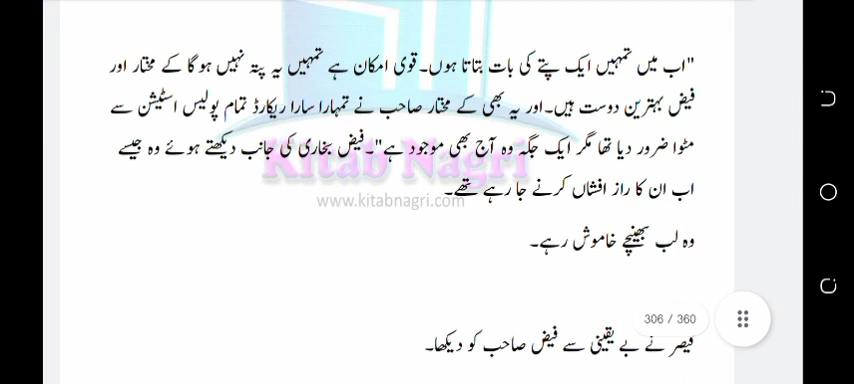 "اب میں تمہیں ایک پتے کی بات بتاتا ہوں۔ قوی امکان ہے تمہیں یہ پتہ نہیں ہو گا کے مختار اور
فیض بہترین دوست ہیں۔ اور یہ بھی کے مختار صاحب نے تمہارا سارا ریکارڈ تمام پولیس اسٹیشن سے
مٹوا ضرور دیا تھا مگر ایک جگہ وہ آج بھی موجود ہے"۔ فیض بخاری کی جانب دیکھتے ہوئے وہ جیسے
Kitab Nagri
اب ان کا راز افشاں کرنے جا رہے تھے۔
www.kitabnagri.com
وہ لب بھینچے خاموش رہے۔
306 / 360
قیصر نے بے یقینی سے فیض صاحب کو دیکھا۔